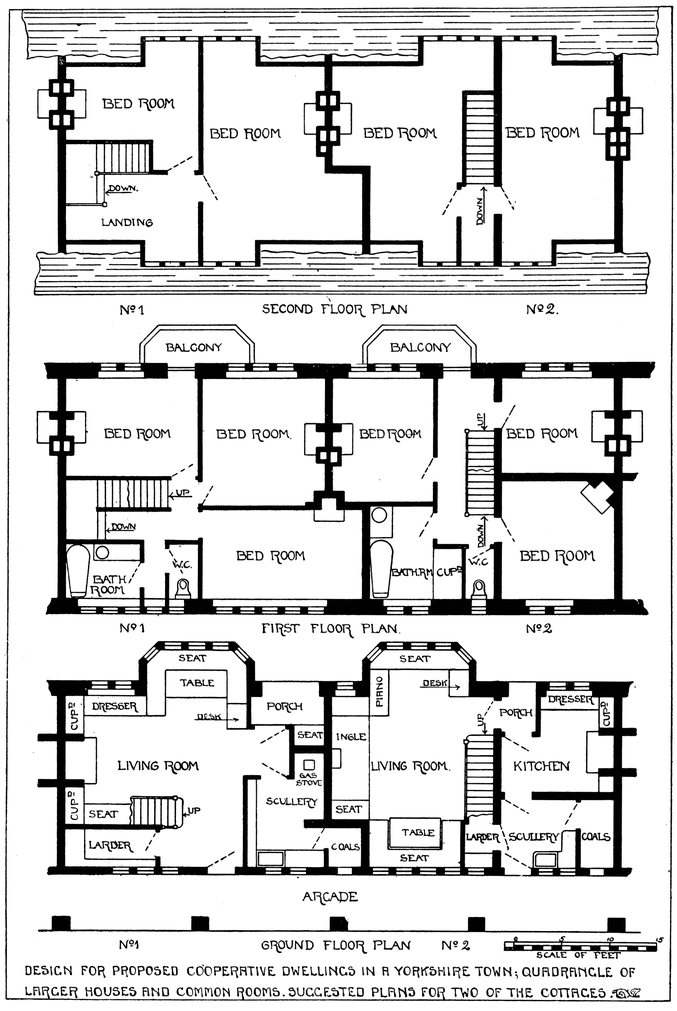 BED ROOM
BED ROOM
BED ROOM
BED ROOM
DOWN.
DOWN
LANDING
Nº1 SECOND FLOOR PLAN Nº2.
BALCONY
BALCONY
BED ROOM
BED ROOM.
BED ROOM
BED ROOM
UP
UP
DOWN
DOWN
BED ROOM
BED ROOM
BATH
ROOM
W.C.
BATH.RM
CUPD
W.C
Nº1 FIRST FLOOR PLAN. Nº2
SEAT
SEAT
TABLE
DESK
PIANO
DESK
DRESSER
CUPD
PORCH
SEAT
PORCH
DRESSER
CUPD
UP
INGLE
LIVING ROOM
GAS
STOVE
LIVING ROOM.
KITCHEN
CUPD
SEAT
UP
SCULLERY
SEAT
LARDER
COALS
TABLE
SEAT
LARDER
SCULLERY
COALS
ARCADE
Nº1 GROUND FLOOR PLAN Nº 2
0 5 10 15
SCALE OF FEET
DESIGN FOR PROPOSED COOPERATIVE DWELLINGS IN A YORKSHIRE TOWN; QUADRANGLE OF
LARGER HOUSES AND COMMON ROOMS. SUGGESTED PLANS FOR TWO OF THE COTTAGES.